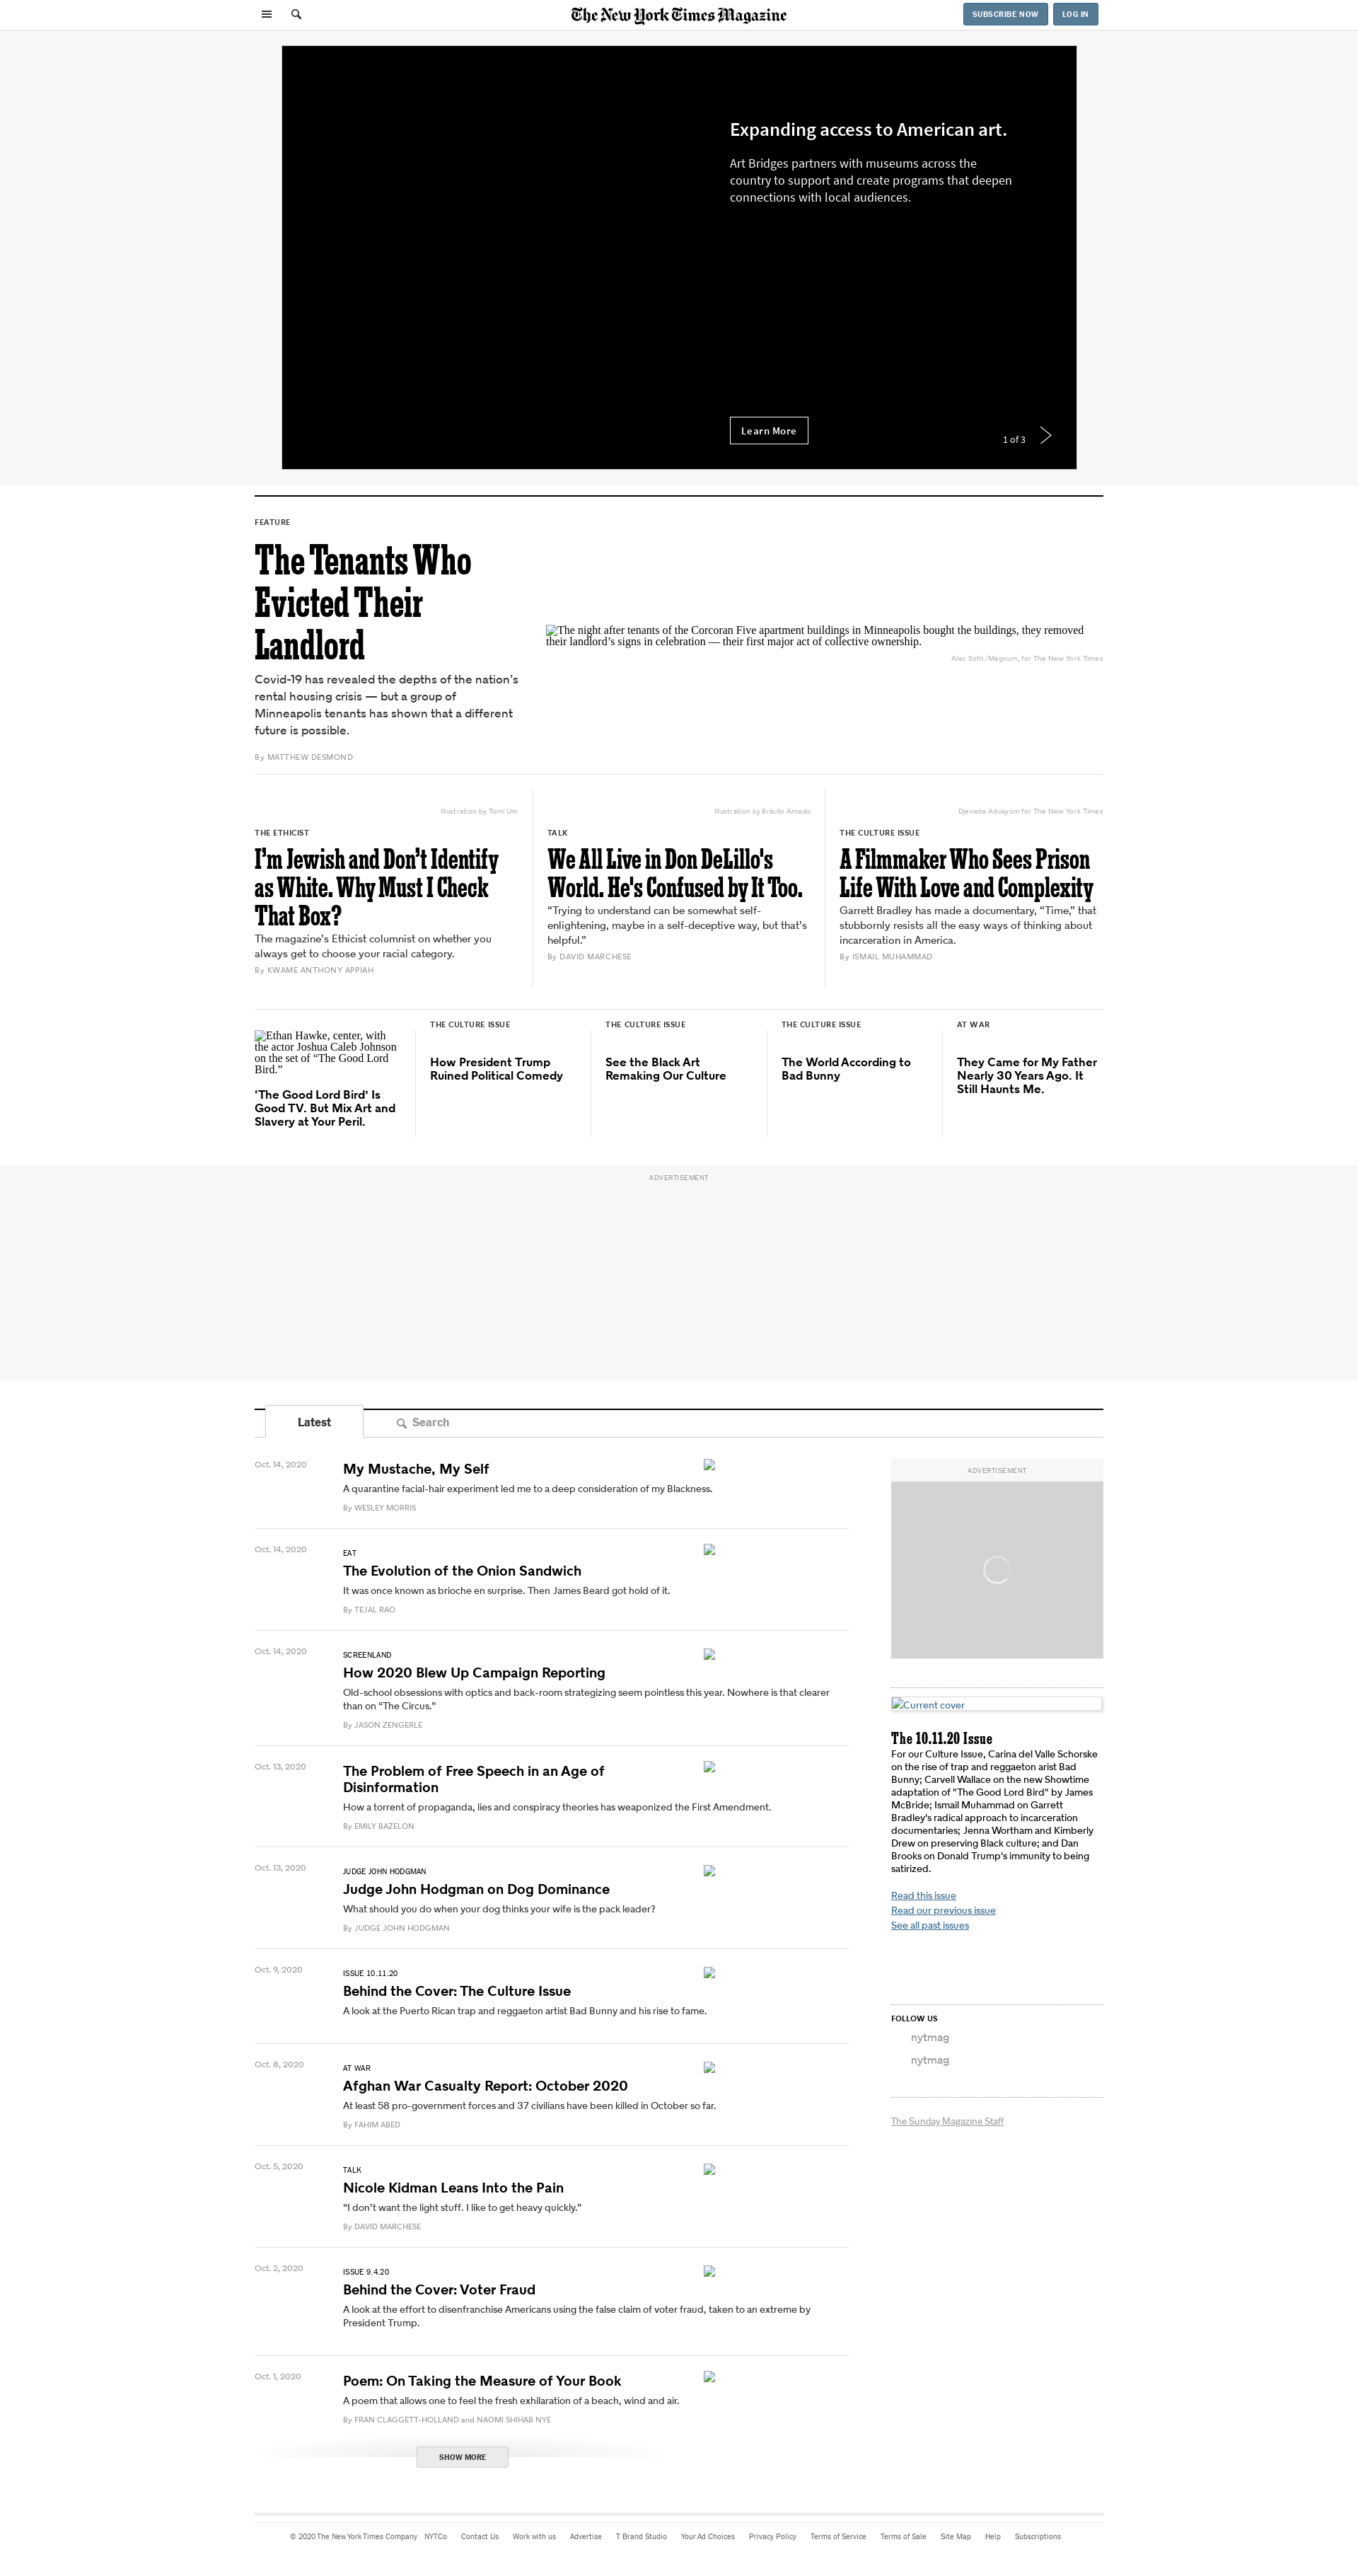 The New York Times Magazine
SUBSCRIBE NOW
LOG IN
Expanding access to American art.
Art Bridges partners with museums across the
country to support and create programs that deepen
connections with local audiences.
Learn More
1 of 3
FEATURE
The Tenants Who
Evicted Their
Landlord
Covid-19 has revealed the depths of the nation’s
rental housing crisis — but a group of
Minneapolis tenants has shown that a different
future is possible.
By MATTHEW DESMOND
The night after tenants of the Corcoran Five apartment buildings in Minneapolis bought the buildings, they removed
their landlord’s signs in celebration — their first major act of collective ownership.
Alec Soth/Magnum, for The New York Times
Illustration by Tomi Um
THE ETHICIST
I’m Jewish and Don’t Identify
as White. Why Must I Check
That Box?
The magazine’s Ethicist columnist on whether you
always get to choose your racial category.
By KWAME ANTHONY APPIAH
Illustration by Bráulio Amado
TALK
We All Live in Don DeLillo's
World. He's Confused by It Too.
“Trying to understand can be somewhat self-
enlightening, maybe in a self-deceptive way, but that’s
helpful.”
By DAVID MARCHESE
Djeneba Aduayom for The New York Times
THE CULTURE ISSUE
A Filmmaker Who Sees Prison
Life With Love and Complexity
Garrett Bradley has made a documentary, “Time,” that
stubbornly resists all the easy ways of thinking about
incarceration in America.
By ISMAIL MUHAMMAD
Ethan Hawke, center, with
the actor Joshua Caleb Johnson
on the set of “The Good Lord
Bird.”
‘The Good Lord Bird’ Is
Good TV. But Mix Art and
Slavery at Your Peril.
THE CULTURE ISSUE
How President Trump
Ruined Political Comedy
THE CULTURE ISSUE
See the Black Art
Remaking Our Culture
THE CULTURE ISSUE
The World According to
Bad Bunny
AT WAR
They Came for My Father
Nearly 30 Years Ago. It
Still Haunts Me.
ADVERTISEMENT
Latest
Search
Oct. 14, 2020
My Mustache, My Self
A quarantine facial-hair experiment led me to a deep consideration of my Blackness.
By WESLEY MORRIS
Oct. 14, 2020
EAT
The Evolution of the Onion Sandwich
It was once known as brioche en surprise. Then James Beard got hold of it.
By TEJAL RAO
Oct. 14, 2020
SCREENLAND
How 2020 Blew Up Campaign Reporting
Old-school obsessions with optics and back-room strategizing seem pointless this year. Nowhere is that clearer
than on “The Circus.”
By JASON ZENGERLE
Oct. 13, 2020
The Problem of Free Speech in an Age of
Disinformation
How a torrent of propaganda, lies and conspiracy theories has weaponized the First Amendment.
By EMILY BAZELON
Oct. 13, 2020
JUDGE JOHN HODGMAN
Judge John Hodgman on Dog Dominance
What should you do when your dog thinks your wife is the pack leader?
By JUDGE JOHN HODGMAN
Oct. 9, 2020
ISSUE 10.11.20
Behind the Cover: The Culture Issue
A look at the Puerto Rican trap and reggaeton artist Bad Bunny and his rise to fame.
Oct. 8, 2020
AT WAR
Afghan War Casualty Report: October 2020
At least 58 pro-government forces and 37 civilians have been killed in October so far.
By FAHIM ABED
Oct. 5, 2020
TALK
Nicole Kidman Leans Into the Pain
“I don’t want the light stuff. I like to get heavy quickly.”
By DAVID MARCHESE
Oct. 2, 2020
ISSUE 9.4.20
Behind the Cover: Voter Fraud
A look at the effort to disenfranchise Americans using the false claim of voter fraud, taken to an extreme by
President Trump.
Oct. 1, 2020
Poem: On Taking the Measure of Your Book
A poem that allows one to feel the fresh exhilaration of a beach, wind and air.
By FRAN CLAGGETT-HOLLAND and NAOMI SHIHAB NYE
SHOW MORE
ADVERTISEMENT
Current cover
The 10.11.20 Issue
For our Culture Issue, Carina del Valle Schorske
on the rise of trap and reggaeton arist Bad
Bunny; Carvell Wallace on the new Showtime
adaptation of "The Good Lord Bird" by James
McBride; Ismail Muhammad on Garrett
Bradley's radical approach to incarceration
documentaries; Jenna Wortham and Kimberly
Drew on preserving Black culture; and Dan
Brooks on Donald Trump's immunity to being
satirized.
Read this issue
Read our previous issue
See all past issues
FOLLOW US
nytmag
nytmag
The Sunday Magazine Staff
© 2020 The New York Times Company NYTCo Contact Us Work with us Advertise T Brand Studio Your Ad Choices Privacy Policy Terms of Service Terms of Sale Site Map Help Subscriptions